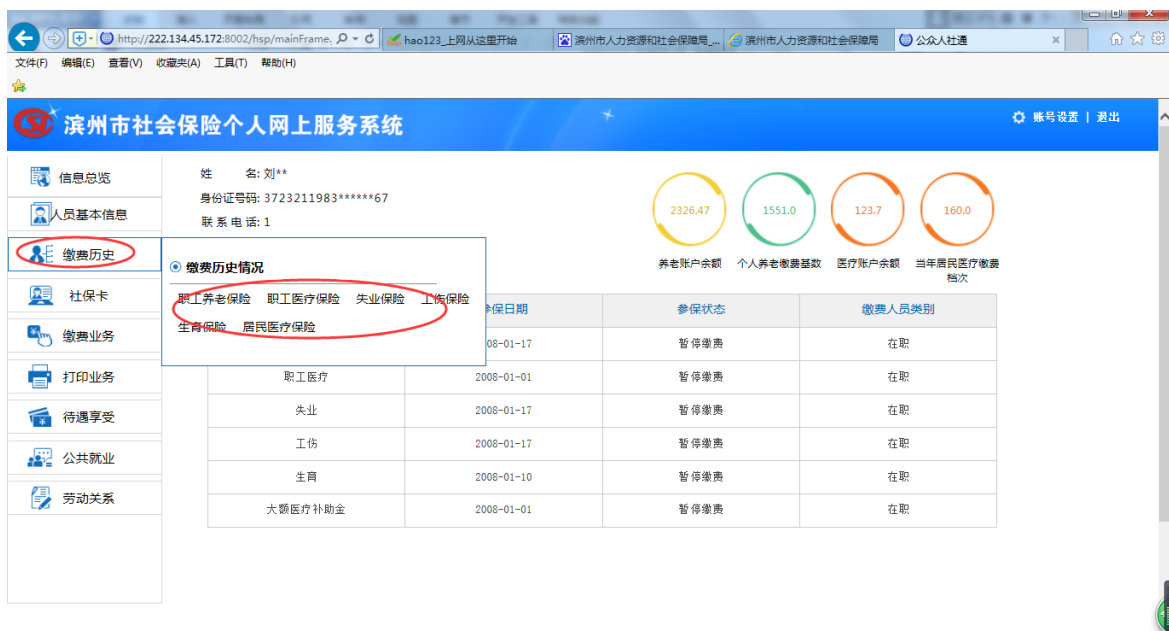 http://222.134.45.172:8002/hsp/mainFrame. hao123_上网从这里开始 滨州市人力资源和社会保障局_... 滨州市人力资源和社会保障局 公众人社通
文件(F) 编辑(E) 查看(V) 收藏夹(A) 工具(T) 帮助(H)
滨州市社会保险个人网上服务系统
账号设置 | 退出
信息总览
人员基本信息
缴费历史
社保卡
缴费业务
打印业务
待遇享受
公共就业
劳动关系
姓 名: 刘**
身份证号码: 3723211983******67
联系电话: 1
2326.47 1551.0 123.7 160.0
养老账户余额 个人养老缴费基数 医疗账户余额 当年居民医疗缴费
档次
缴费历史情况
职工养老保险 职工医疗保险 失业保险 工伤保险
生育保险 居民医疗保险
参保日期 参保状态 缴费人员类别
08-01-17 暂停缴费 在职
职工医疗 2008-01-01 暂停缴费 在职
失业 2008-01-17 暂停缴费 在职
工伤 2008-01-17 暂停缴费 在职
生育 2008-01-10 暂停缴费 在职
大额医疗补助金 2008-01-01 暂停缴费 在职